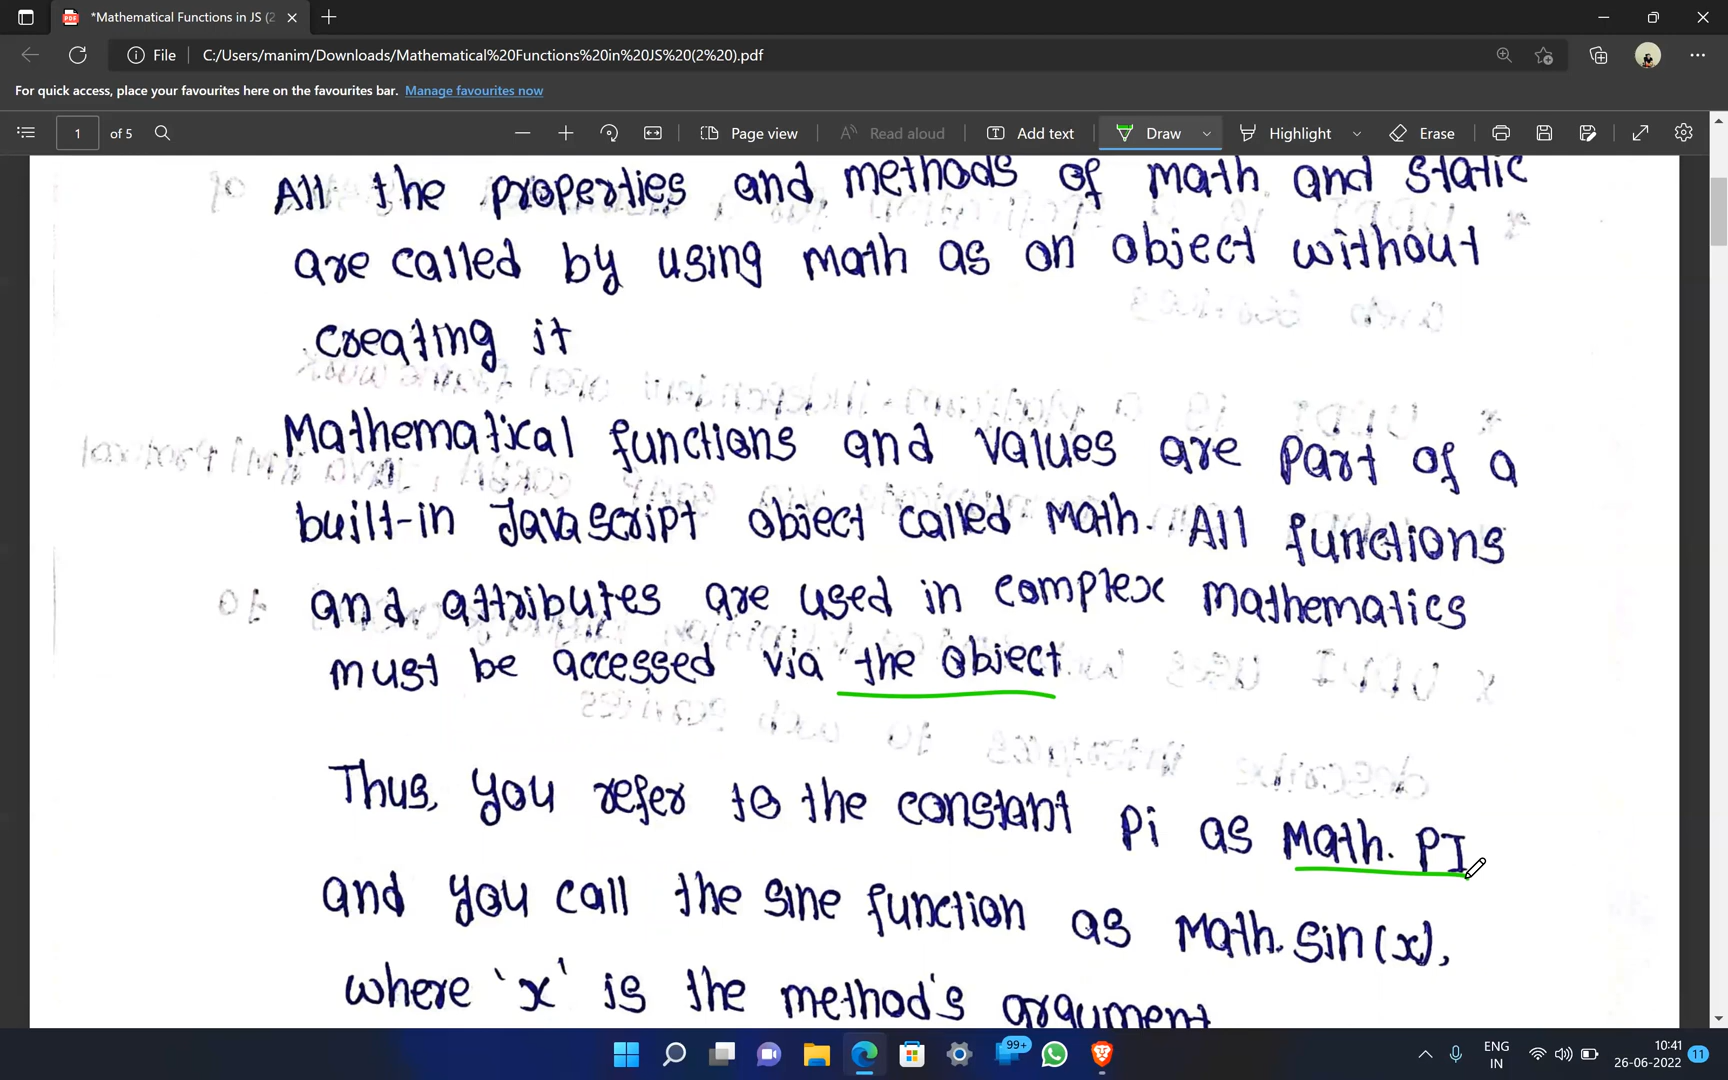 *Mathematical Functions in JS (2
File C:/Users/manim/Downloads/Mathematical%20Functions%20in%20JS%20(2%20).pdf
For quick access, place your favourites here on the favourites bar. Manage favourites now
1 of 5 Page view Read aloud Add text Draw Highlight Erase
All the properties and methods of math and static
are called by using math as on object without
creating it
Mathematical functions and values are part of a
built-in Javascript object called math. All functions
and attributes are used in complex mathematics
must be accessed via the object
Thus, you refer to the constant pi as Math. PI
and you call the sine function as Math. sin(x),
where 'x' is the method's argument
99+
ENG
IN
10:41
26-06-2022
11